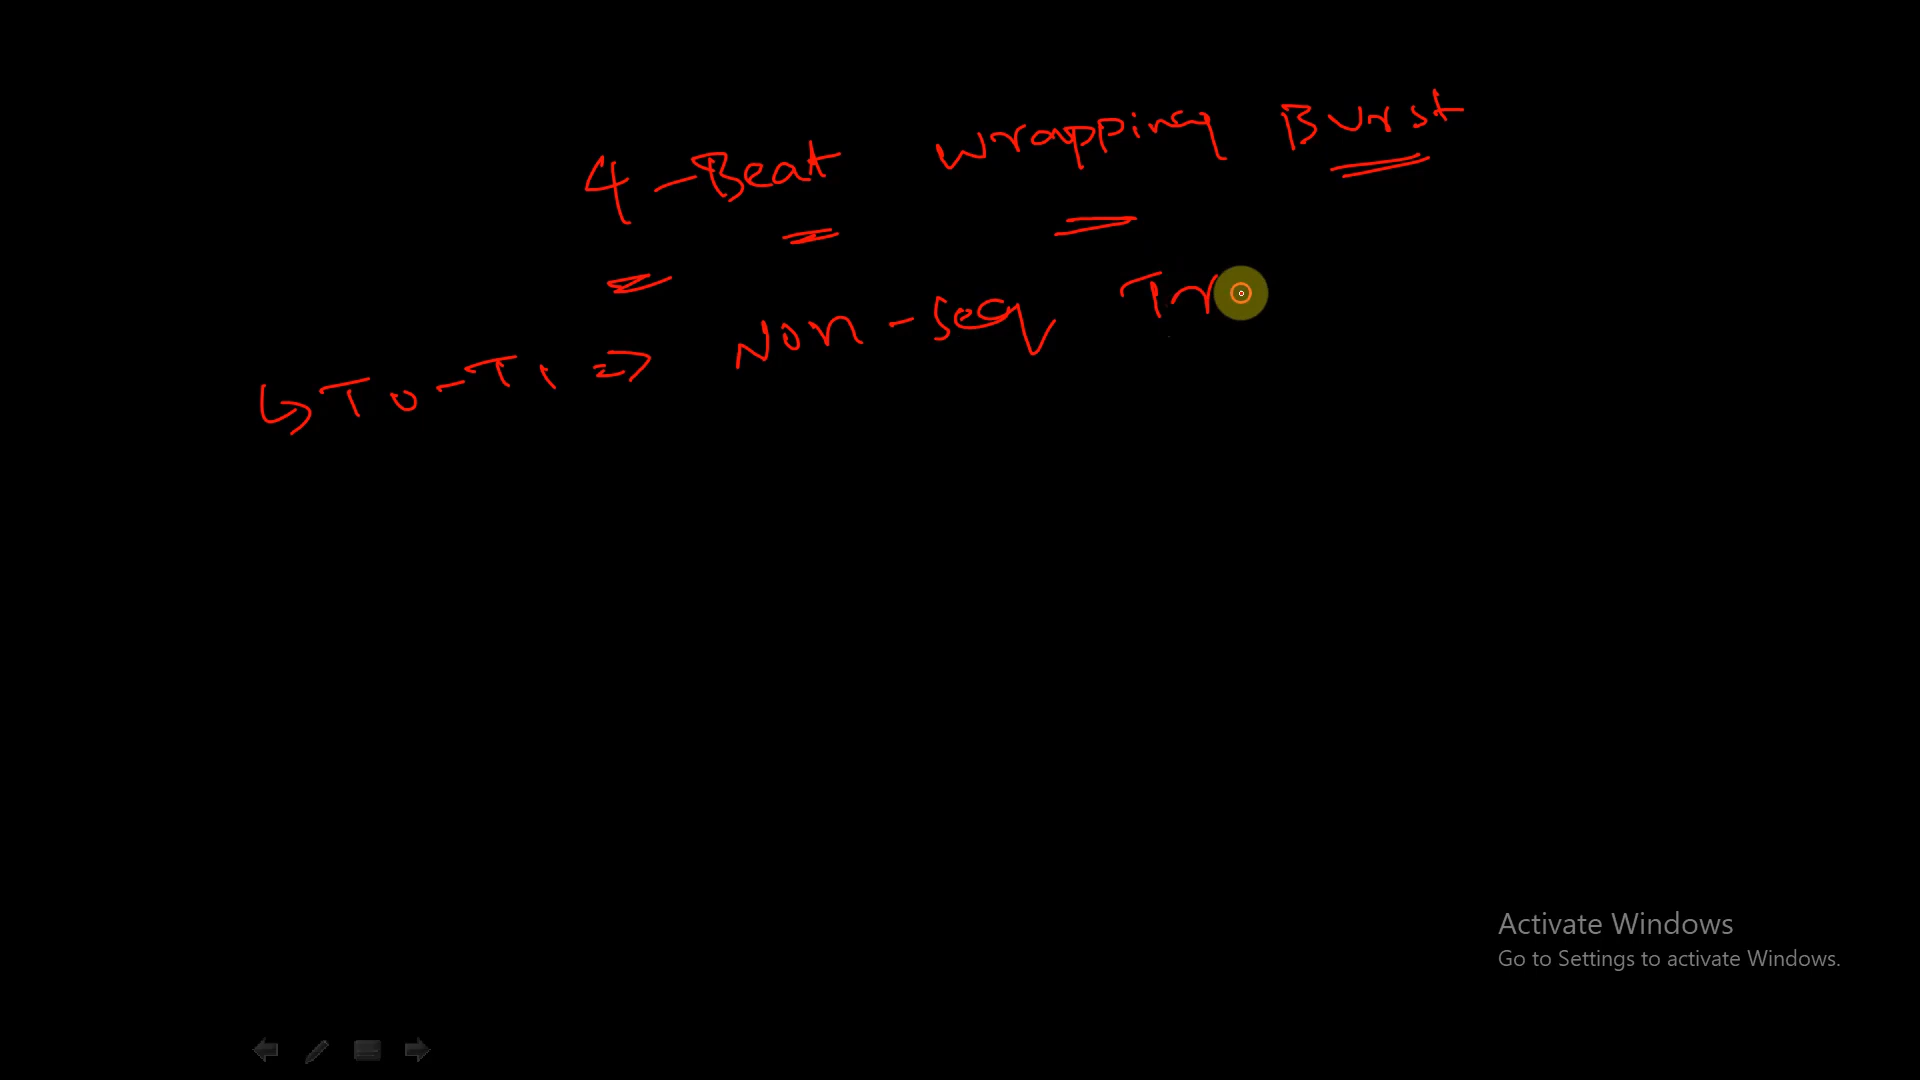 4-Beat wrapping Burst
↳ T0-T1 ⇒ Non-seq Tr
Activate Windows
Go to Settings to activate Windows.